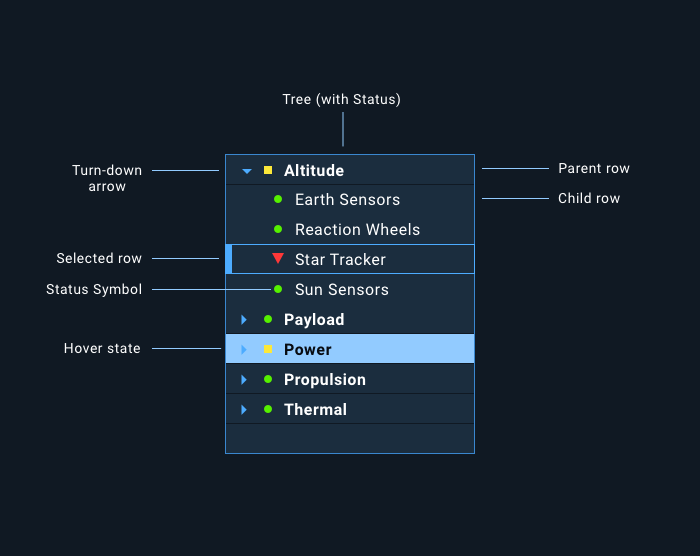 Tree (with Status)
Turn-down
arrow
Altitude
Parent row
Earth Sensors
Child row
Reaction Wheels
Selected row
Star Tracker
Status Symbol
Sun Sensors
Payload
Hover state
Power
Propulsion
Thermal